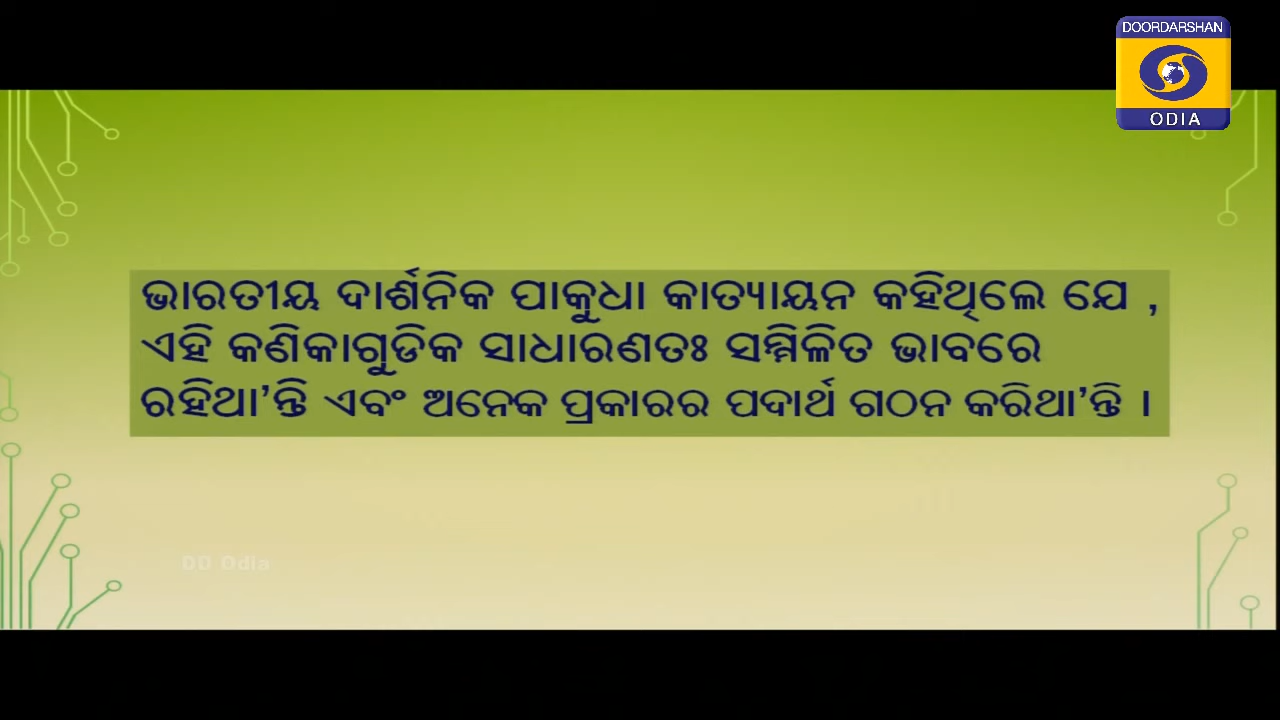 DOORDARSHAN
ODIA
ଭାରତୀୟ ଦାର୍ଶନିକ ପାକୁଧା କାତ୍ୟାୟନ କହିଥିଲେ ଯେ ,
ଏହି କଣିକାଗୁଡିକ ସାଧାରଣତଃ ସମ୍ମିଳିତ ଭାବରେ
ରହିଥା’ନ୍ତି ଏବଂ ଅନେକ ପ୍ରକାରର ପଦାର୍ଥ ଗଠନ କରିଥା’ନ୍ତି ।
DD Odia